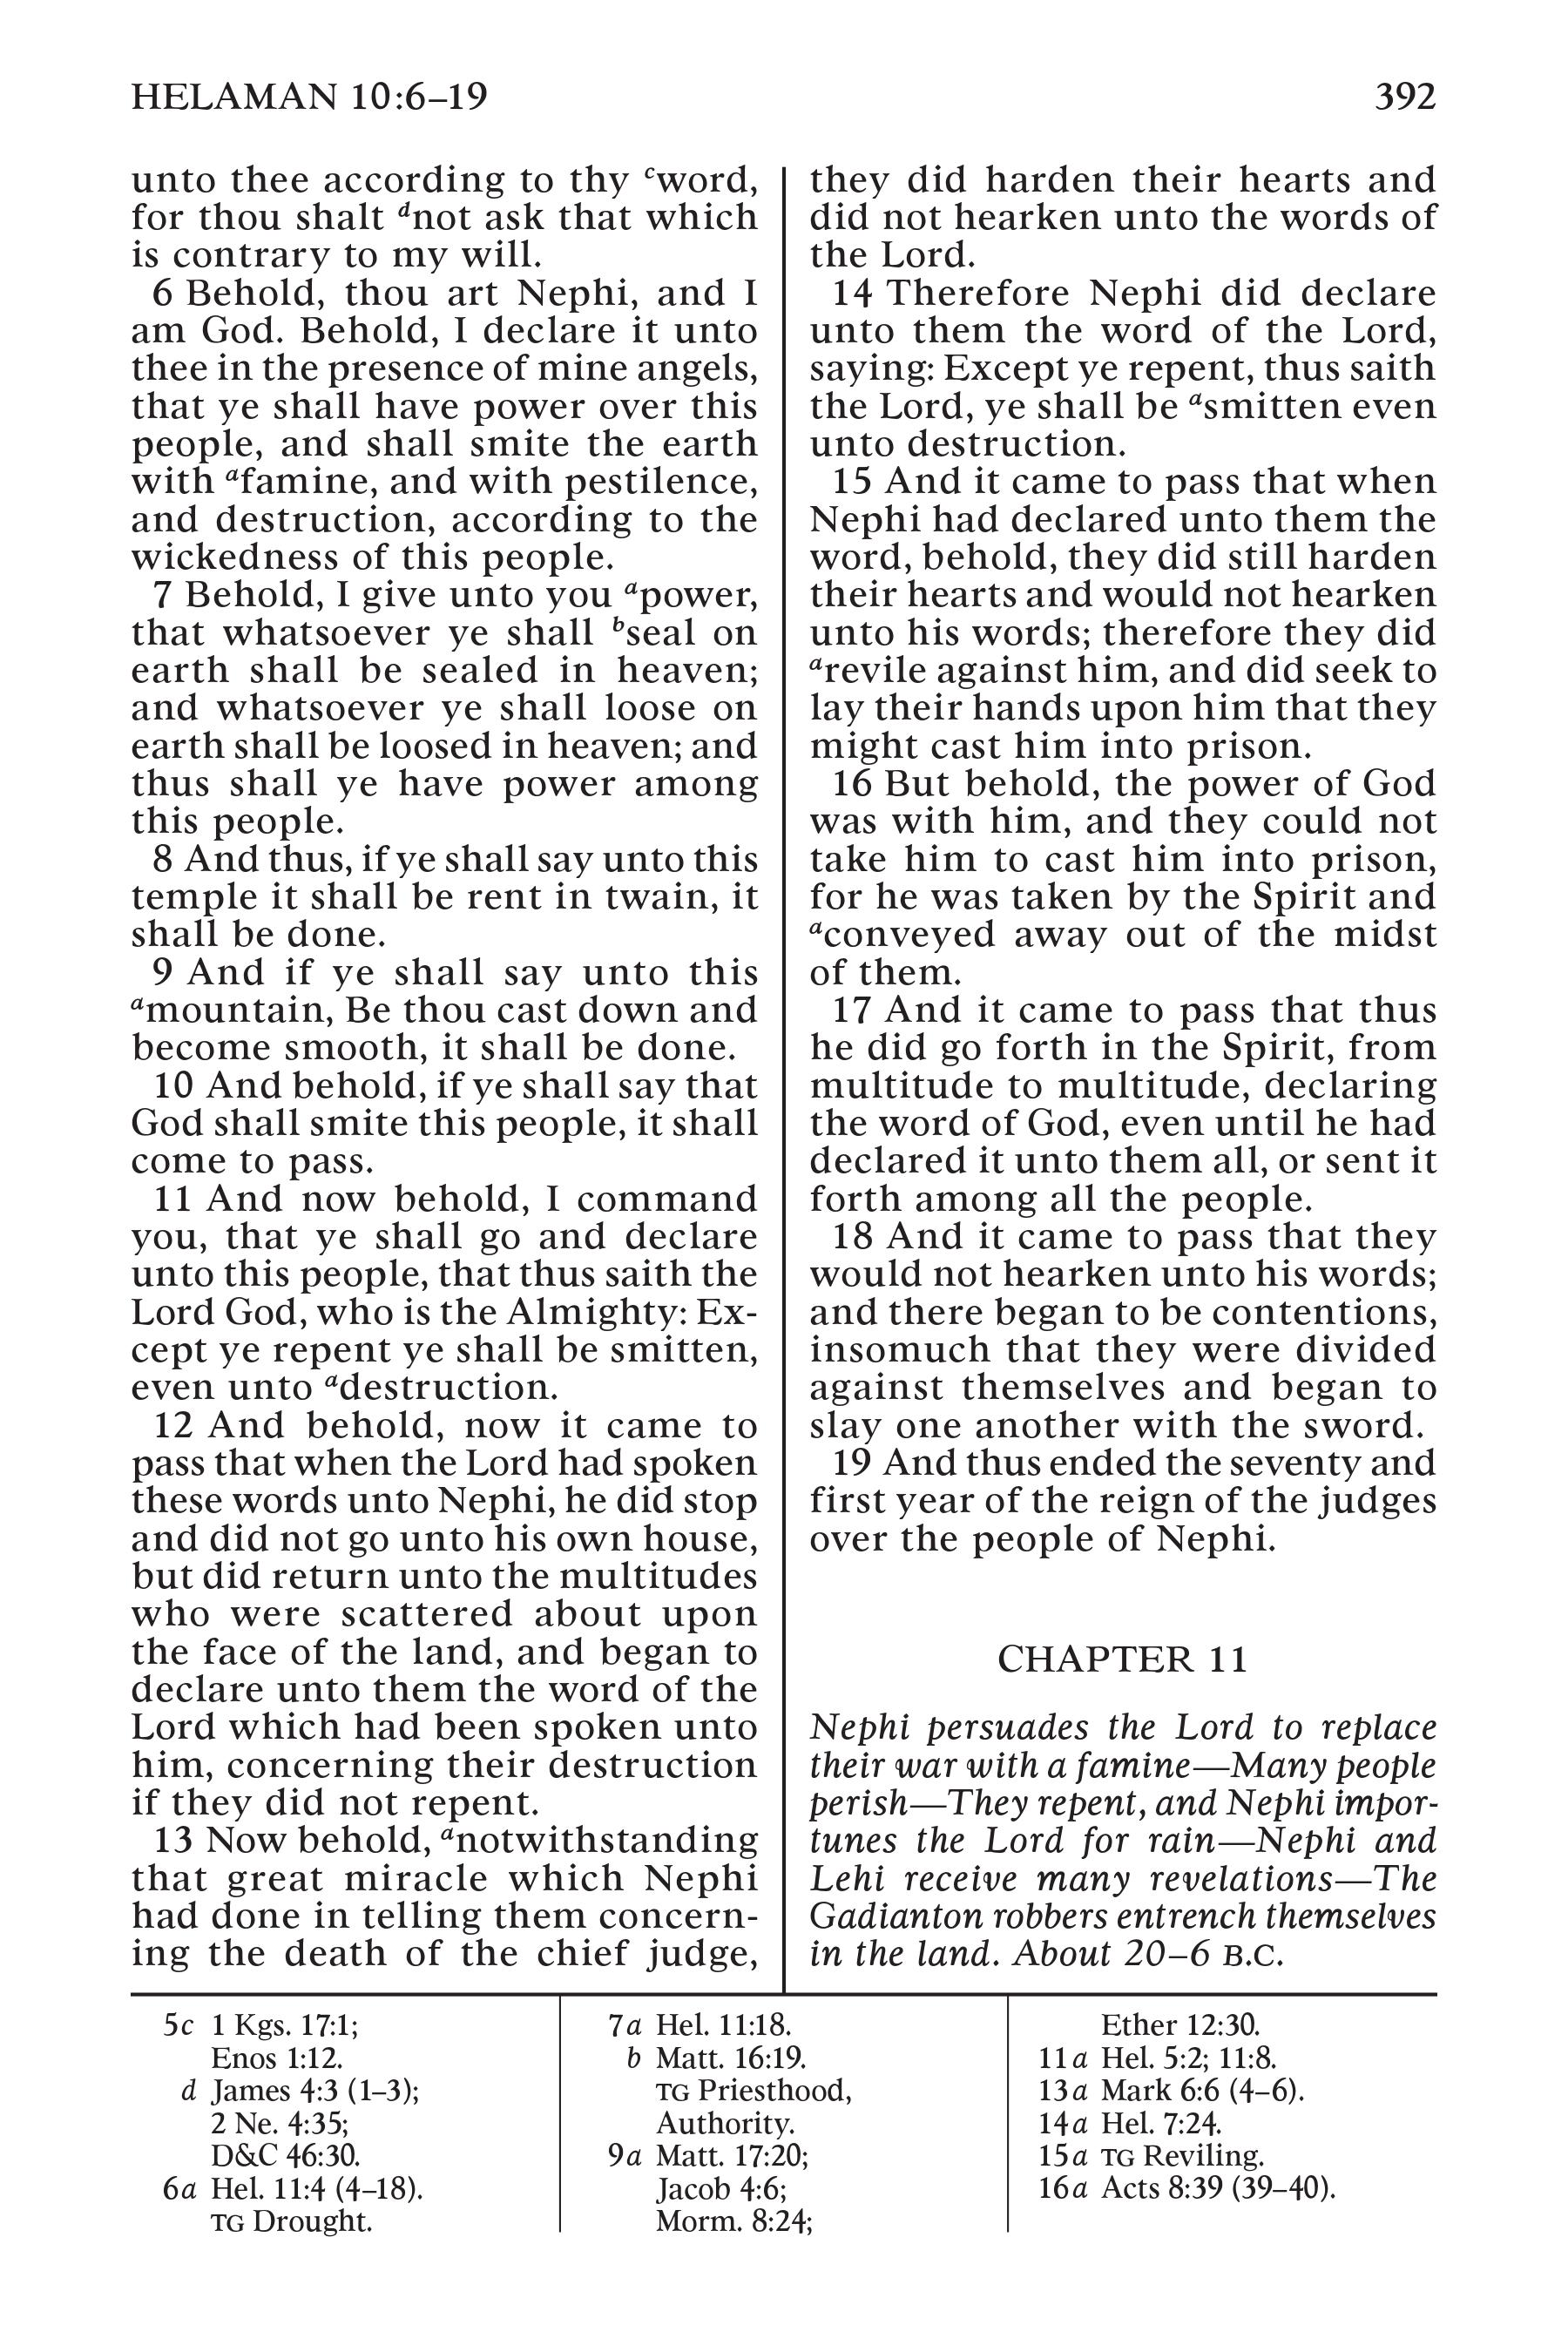 HELAMAN 10:6–19
392
unto thee according to thy cword,
for thou shalt dnot ask that which
is contrary to my will.
6 Behold, thou art Nephi, and I
am God. Behold, I declare it unto
thee in the presence of mine angels,
that ye shall have power over this
people, and shall smite the earth
with afamine, and with pestilence,
and destruction, according to the
wickedness of this people.
7 Behold, I give unto you apower,
that whatsoever ye shall bseal on
earth shall be sealed in heaven;
and whatsoever ye shall loose on
earth shall be loosed in heaven; and
thus shall ye have power among
this people.
8 And thus, if ye shall say unto this
temple it shall be rent in twain, it
shall be done.
9 And if ye shall say unto this
amountain, Be thou cast down and
become smooth, it shall be done.
10 And behold, if ye shall say that
God shall smite this people, it shall
come to pass.
11 And now behold, I command
you, that ye shall go and declare
unto this people, that thus saith the
Lord God, who is the Almighty: Ex-
cept ye repent ye shall be smitten,
even unto adestruction.
12 And behold, now it came to
pass that when the Lord had spoken
these words unto Nephi, he did stop
and did not go unto his own house,
but did return unto the multitudes
who were scattered about upon
the face of the land, and began to
declare unto them the word of the
Lord which had been spoken unto
him, concerning their destruction
if they did not repent.
13 Now behold, anotwithstanding
that great miracle which Nephi
had done in telling them concern-
ing the death of the chief judge,
they did harden their hearts and
did not hearken unto the words of
the Lord.
14 Therefore Nephi did declare
unto them the word of the Lord,
saying: Except ye repent, thus saith
the Lord, ye shall be asmitten even
unto destruction.
15 And it came to pass that when
Nephi had declared unto them the
word, behold, they did still harden
their hearts and would not hearken
unto his words; therefore they did
arevile against him, and did seek to
lay their hands upon him that they
might cast him into prison.
16 But behold, the power of God
was with him, and they could not
take him to cast him into prison,
for he was taken by the Spirit and
aconveyed away out of the midst
of them.
17 And it came to pass that thus
he did go forth in the Spirit, from
multitude to multitude, declaring
the word of God, even until he had
declared it unto them all, or sent it
forth among all the people.
18 And it came to pass that they
would not hearken unto his words;
and there began to be contentions,
insomuch that they were divided
against themselves and began to
slay one another with the sword.
19 And thus ended the seventy and
first year of the reign of the judges
over the people of Nephi.
CHAPTER 11
Nephi persuades the Lord to replace
their war with a famine—Many people
perish—They repent, and Nephi impor-
tunes the Lord for rain—Nephi and
Lehi receive many revelations—The
Gadianton robbers entrench themselves
in the land. About 20–6 B.C.
5c 1 Kgs. 17:1;
Enos 1:12.
d James 4:3 (1–3);
2 Ne. 4:35;
D&C 46:30.
6a Hel. 11:4 (4–18).
TG Drought.
7a Hel. 11:18.
b Matt. 16:19.
TG Priesthood,
Authority.
9a Matt. 17:20;
Jacob 4:6;
Morm. 8:24;
Ether 12:30.
11a Hel. 5:2; 11:8.
13a Mark 6:6 (4–6).
14a Hel. 7:24.
15a TG Reviling.
16a Acts 8:39 (39–40).